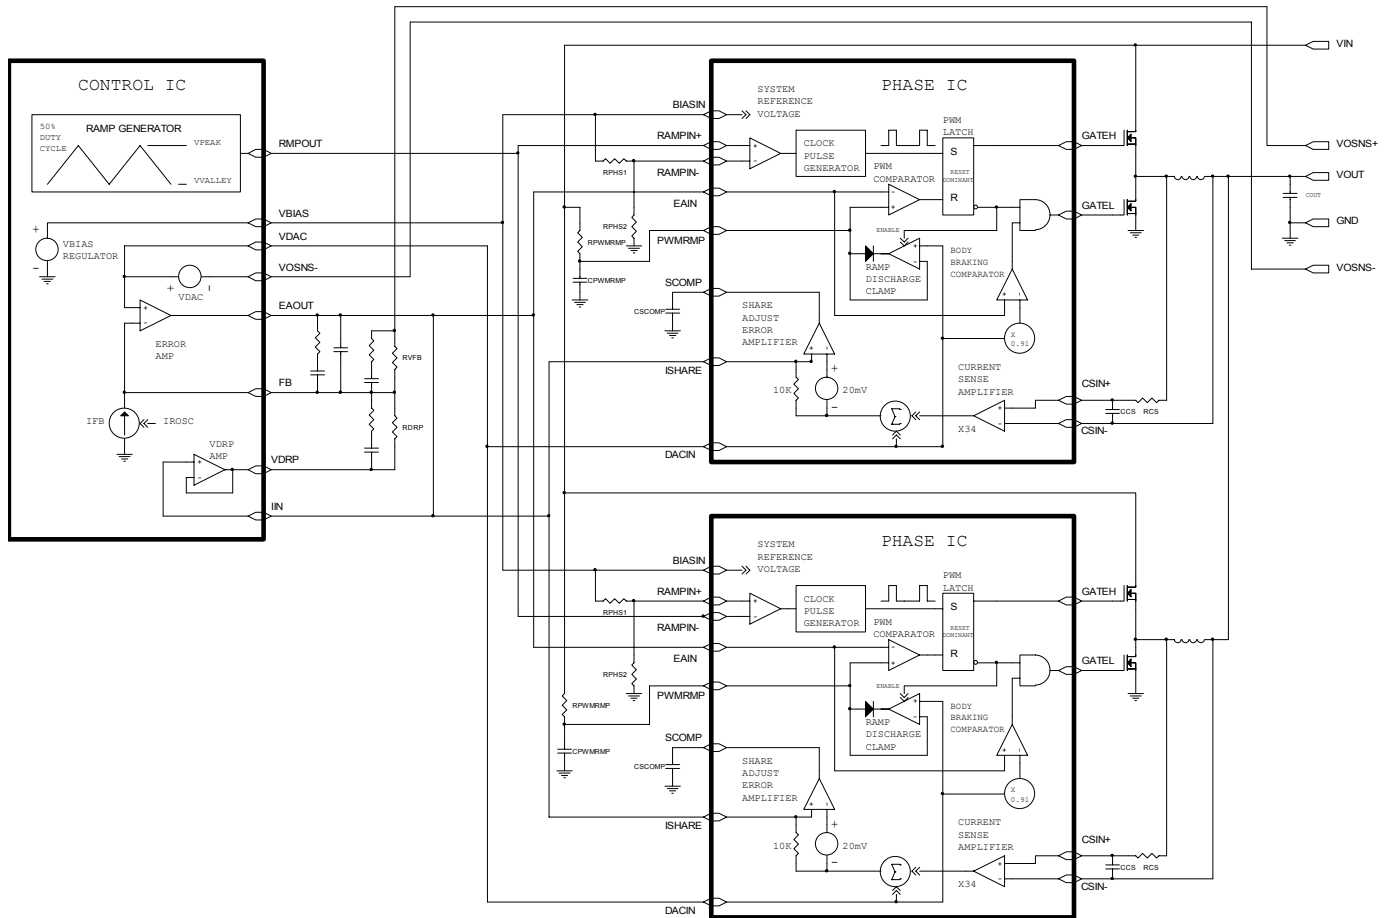 CONTROL IC
50%
DUTY
CYCLE
RAMP GENERATOR
VPEAK
VVALLEY
RMPOUT
VBIAS
+
-
VBIAS
REGULATOR
VDAC
VOSNS-
+
-
VDAC
EAOUT
+
-
ERROR
AMP
FB
IFB
IROSC
VDRP
AMP
+
-
VDRP
IIN
RVFB
RDRP
VIN
VOSNS+
VOUT
COUT
GND
VOSNS-
PHASE IC
BIASIN
SYSTEM
REFERENCE
VOLTAGE
RAMPIN+
RAMPIN-
RPHS1
+
-
CLOCK
PULSE
GENERATOR
PWM
LATCH
S
RESET
DOMINANT
R
GATEH
EAIN
PWM
COMPARATOR
-
+
GATEL
PWMRMP
RPHS2
RPWMRMP
CPWMRMP
ENABLE
+
-
RAMP
DISCHARGE
CLAMP
BODY
BRAKING
COMPARATOR
+
-
X
0.91
SCOMP
CSCOMP
SHARE
ADJUST
ERROR
AMPLIFIER
+
-
ISHARE
10K
+
-
20mV
Σ
CURRENT
SENSE
AMPLIFIER
X34
+
-
CSIN+
CCS
RCS
CSIN-
DACIN
PHASE IC
BIASIN
SYSTEM
REFERENCE
VOLTAGE
RAMPIN+
RPHS1
RAMPIN-
+
-
CLOCK
PULSE
GENERATOR
PWM
LATCH
S
RESET
DOMINANT
R
GATEH
EAIN
PWM
COMPARATOR
-
+
GATEL
RPHS2
PWMRMP
RPWMRMP
CPWMRMP
ENABLE
+
-
RAMP
DISCHARGE
CLAMP
BODY
BRAKING
COMPARATOR
+
-
X
0.91
SCOMP
CSCOMP
SHARE
ADJUST
ERROR
AMPLIFIER
+
-
ISHARE
10K
+
-
20mV
Σ
CURRENT
SENSE
AMPLIFIER
X34
+
-
CSIN+
CCS
RCS
CSIN-
DACIN